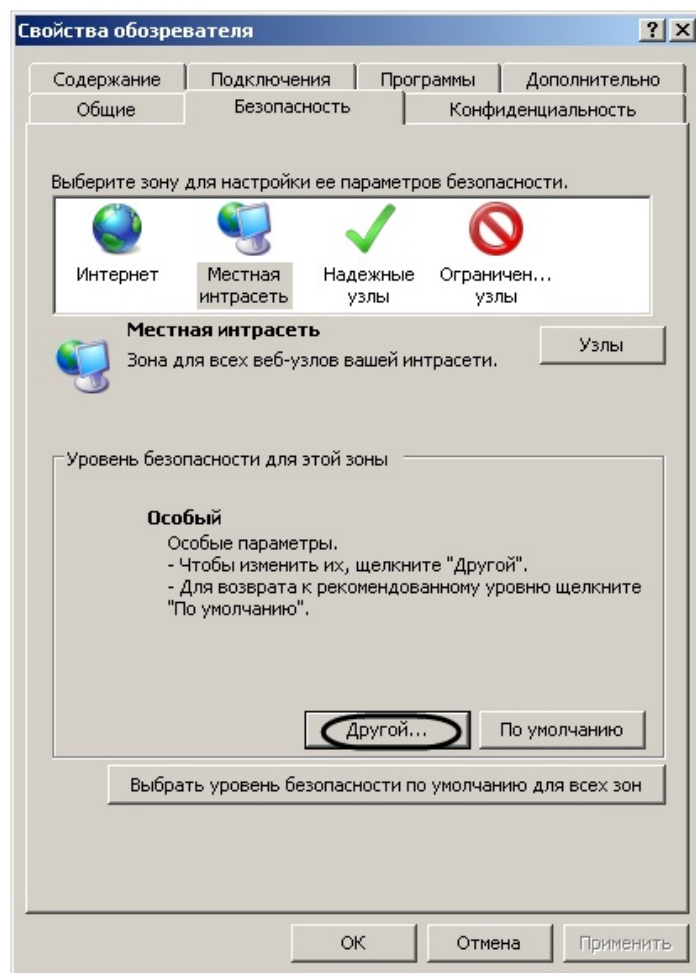 Свойства обозревателя
Содержание Подключения Программы Дополнительно
Общие Безопасность Конфиденциальность
Выберите зону для настройки ее параметров безопасности.
Интернет Местная Надежные Ограничен...
интрасеть узлы узлы
Местная интрасеть
Узлы
Зона для всех веб-узлов вашей интрасети.
Уровень безопасности для этой зоны
Особый
Особые параметры.
- Чтобы изменить их, щелкните "Другой".
- Для возврата к рекомендованному уровню щелкните
"По умолчанию".
Другой... По умолчанию
Выбрать уровень безопасности по умолчанию для всех зон
ОК Отмена Применить